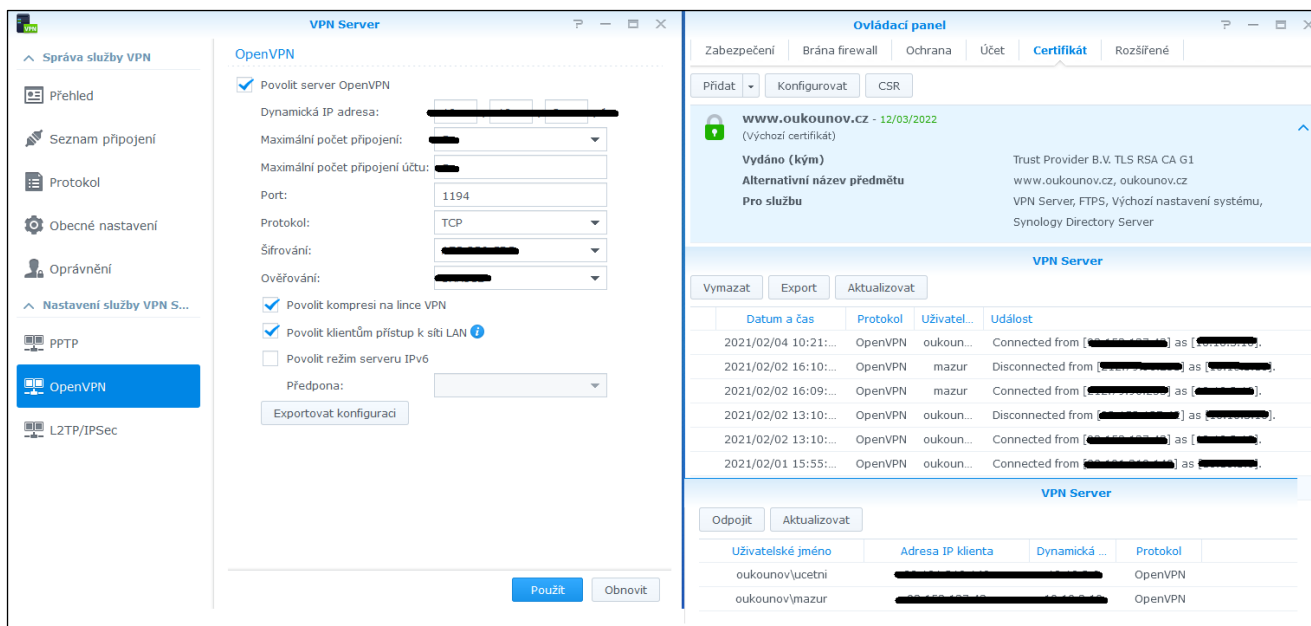 VPN Server
Správa služby VPN
Přehled
Seznam připojení
Protokol
Obecné nastavení
Oprávnění
Nastavení služby VPN S...
PPTP
OpenVPN
L2TP/IPSec
OpenVPN
Povolit server OpenVPN
Dynamická IP adresa:
Maximální počet připojení:
Maximální počet připojení účtu:
Port: 1194
Protokol: TCP
Šifrování:
Ověřování:
Povolit kompresi na lince VPN
Povolit klientům přístup k síti LAN
Povolit režim serveru IPv6
Předpona:
Exportovat konfiguraci
Použít Obnovit
Ovládací panel
Zabezpečení Brána firewall Ochrana Účet Certifikát Rozšířené
Přidat Konfigurovat CSR
www.oukounov.cz - 12/03/2022
(Výchozí certifikát)
Vydáno (kým) Trust Provider B.V. TLS RSA CA G1
Alternativní název předmětu www.oukounov.cz, oukounov.cz
Pro službu VPN Server, FTPS, Výchozí nastavení systému,
Synology Directory Server
VPN Server
Vymazat Export Aktualizovat
Datum a čas Protokol Uživatel... Událost
2021/02/04 10:21:... OpenVPN oukoun... Connected from [ ] as [ ].
2021/02/02 16:10:... OpenVPN mazur Disconnected from [ ] as [ ].
2021/02/02 16:09:... OpenVPN mazur Connected from [ ] as [ ].
2021/02/02 13:10:... OpenVPN oukoun... Disconnected from [ ] as [ ].
2021/02/02 13:10:... OpenVPN oukoun... Connected from [ ] as [ ].
2021/02/01 15:55:... OpenVPN oukoun... Connected from [ ] as [ ].
VPN Server
Odpojit Aktualizovat
Uživatelské jméno Adresa IP klienta Dynamická ... Protokol
oukounov\ucetni OpenVPN
oukounov\mazur OpenVPN